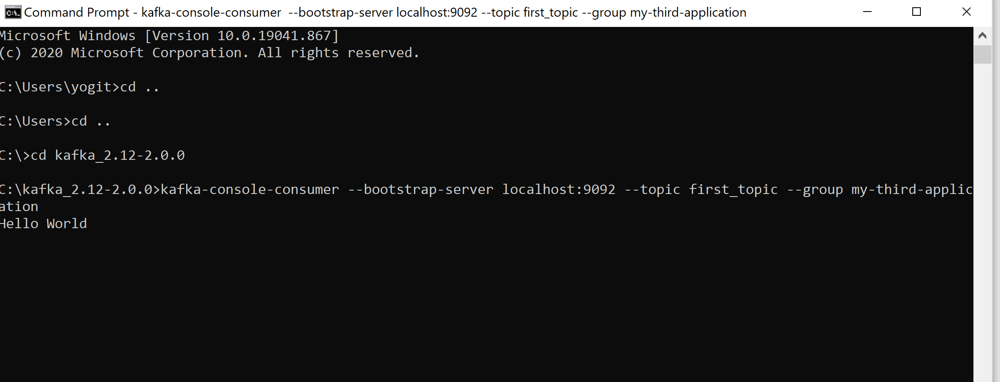 Command Prompt - kafka-console-consumer  --bootstrap-server localhost:9092 --topic first_topic --group my-third-application
Microsoft Windows [Version 10.0.19041.867]
(c) 2020 Microsoft Corporation. All rights reserved.
C:\Users\yogit>cd ..
C:\Users>cd ..
C:\>cd kafka_2.12-2.0.0
C:\kafka_2.12-2.0.0>kafka-console-consumer --bootstrap-server localhost:9092 --topic first_topic --group my-third-applic
ation
Hello World